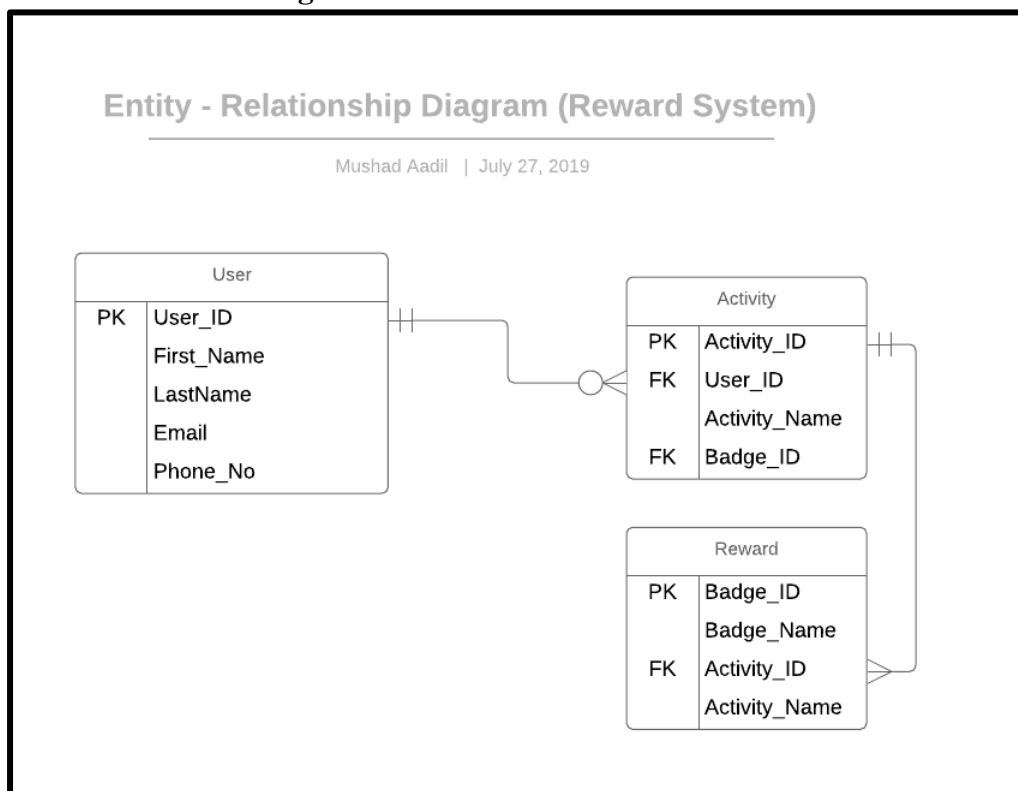 Entity - Relationship Diagram (Reward System)
Mushad Aadil | July 27, 2019
User
PK User_ID
First_Name
LastName
Email
Phone_No
Activity
PK Activity_ID
FK User_ID
Activity_Name
FK Badge_ID
Reward
PK Badge_ID
Badge_Name
FK Activity_ID
Activity_Name